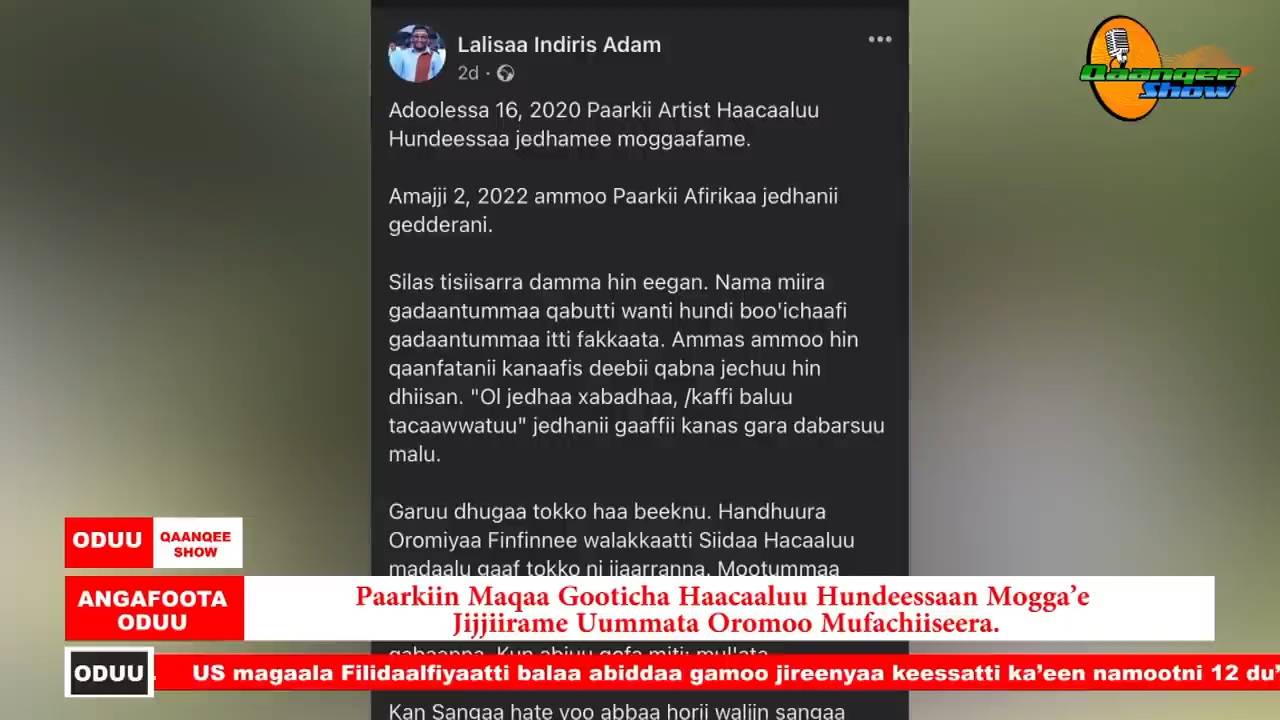 Lalisaa Indiris Adam
2d ·
Adoolessa 16, 2020 Paarkii Artist Haacaaluu
Hundeessaa jedhamee moggaafame.
Amajji 2, 2022 ammoo Paarkii Afirikaa jedhanii
gedderani.
Silas tisiisarra damma hin eegan. Nama miira
gadaantummaa qabutti wanti hundi boo'ichaafi
gadaantummaa itti fakkaata. Ammas ammoo hin
qaanfatanii kanaafis deebii qabna jechuu hin
dhiisan. "Ol jedhaa xabadhaa, /kaffi baluu
tacaawwatuu" jedhanii gaaffii kanas gara dabarsuu
malu.
Garuu dhugaa tokko haa beeknu. Handhuura
Oromiyaa Finfinnee walakkaatti Siidaa Hacaaluu
madaalu gaaf tokko ni ijaarranna. Mootummaa
Kan Sangaa hate yoo abbaa horii waliin sangaa
Qaanqee
Show
ODUU
QAANQEE
SHOW
ANGAFOOTA
ODUU
Paarkiin Maqaa Gooticha Haacaaluu Hundeessaan Mogga’e
Jijjiirame Uummata Oromoo Mufachiiseera.
ODUU
US magaala Filidaalfiyaatti balaa abiddaa gamoo jireenyaa keessatti ka’een namootni 12 du’